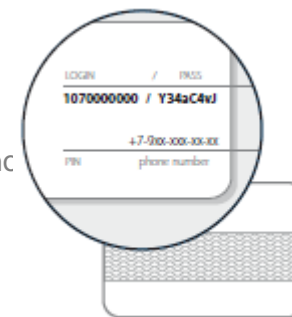 LOGIN / PASS
1070000000 / Y34aC4vJ
+7-9xx-xxx-xx-xx
PIN phone number